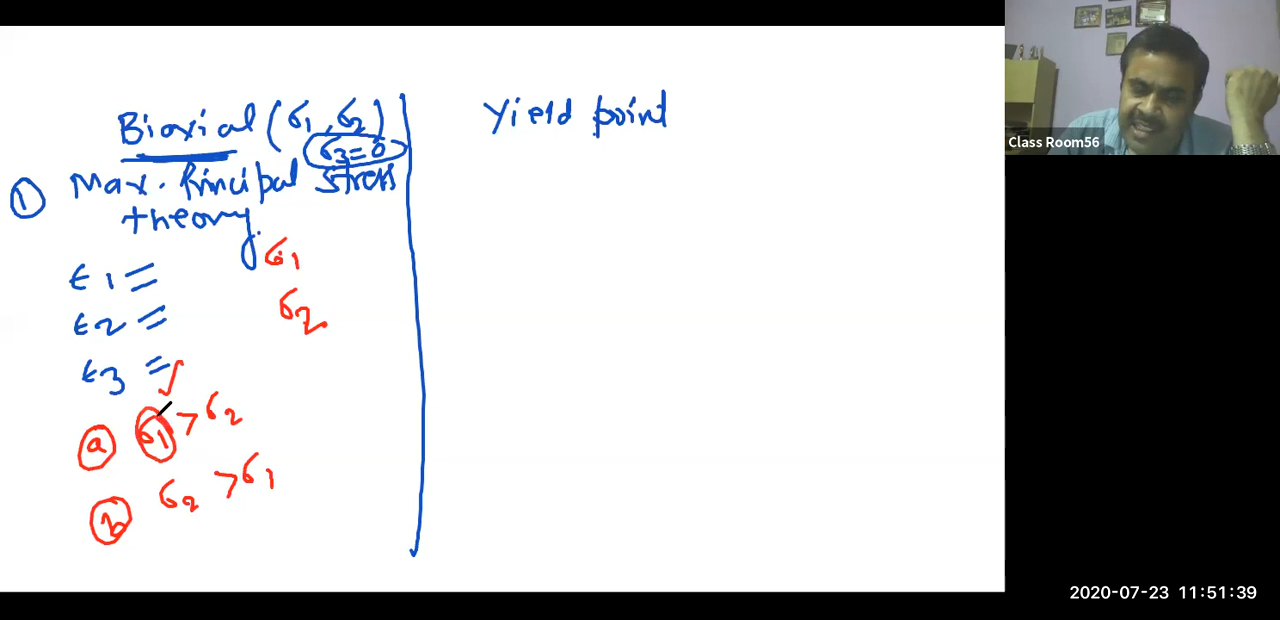 Biaxial (σ1, σ2)
σ3 = 0
① Max. Principal stress
theory.
ε1 =
ε2 =
ε3 =
σ1
σ2
ⓐ σ1 > σ2
ⓑ σ2 > σ1
Yield point
Class Room56
2020-07-23 11:51:39